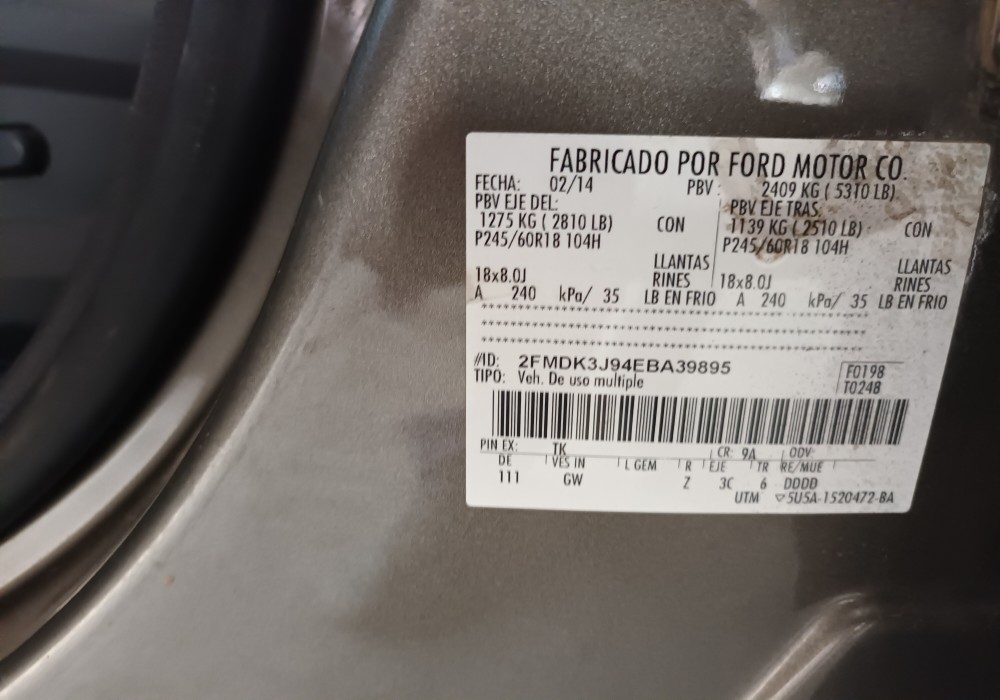 FABRICADO POR FORD MOTOR CO.
FECHA: 02/14 PBV : 2409 KG ( 5310 LB)
PBV EJE DEL: PBV EJE TRAS
1275 KG ( 2810 LB) CON 1139 KG ( 2510 LB) : CON
P245/60R18 104H P245/60R18 104H
LLANTAS LLANTAS
18x8.0J RINES 18x8.0J RINES
A 240 kPa/ 35 LB EN FRIO A 240 kPa/ 35 LB EN FRIO
#ID: 2FMDK3J94EBA39895 F0198
TIPO: Veh. De uso multiple T0248
PIN EX: TK CR: 9A ODV:
DE VES IN L GEM R EJE TR RE/MUE
111 GW Z 3C 6 DDDD
UTM ▽5U5A-1520472-BA